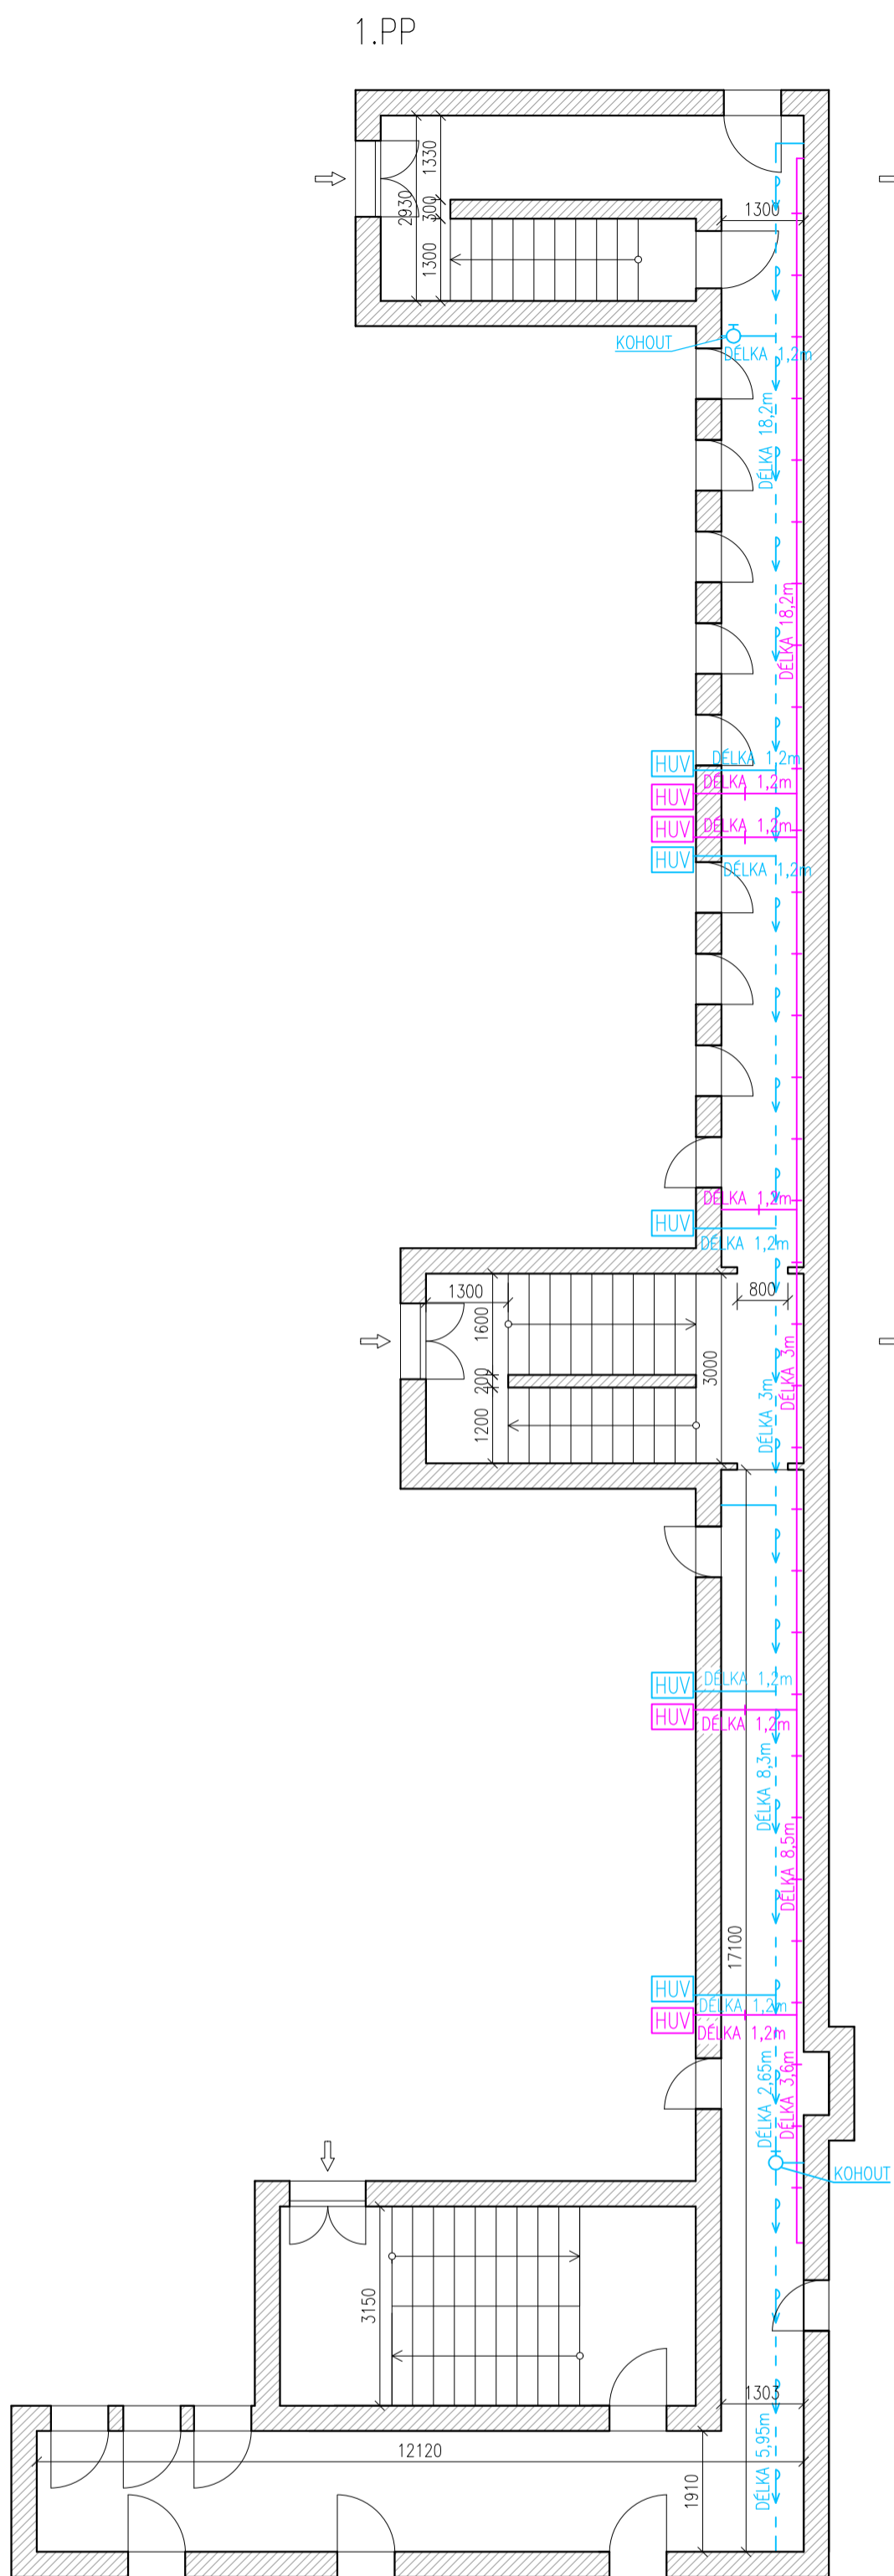 1.PP
1330
2930
300
1300
1300
KOHOUT
DÉLKA 1,2m
DÉLKA 18,2m
DÉLKA 18,2m
HUV
DÉLKA 1,2m
HUV
DÉLKA 1,2m
HUV
DÉLKA 1,2m
HUV
DÉLKA 1,2m
DÉLKA 1,2m
HUV
DÉLKA 1,2m
1300
800
1600
200
1200
3000
DÉLKA 3m
DÉLKA 3m
HUV
DÉLKA 1,2m
HUV
DÉLKA 1,2m
DÉLKA 8,3m
DÉLKA 8,5m
17100
HUV
DÉLKA 1,2m
HUV
DÉLKA 1,2m
DÉLKA 2,65m
DÉLKA 3,6m
KOHOUT
3150
1303
12120
1910
DÉLKA 5,95m